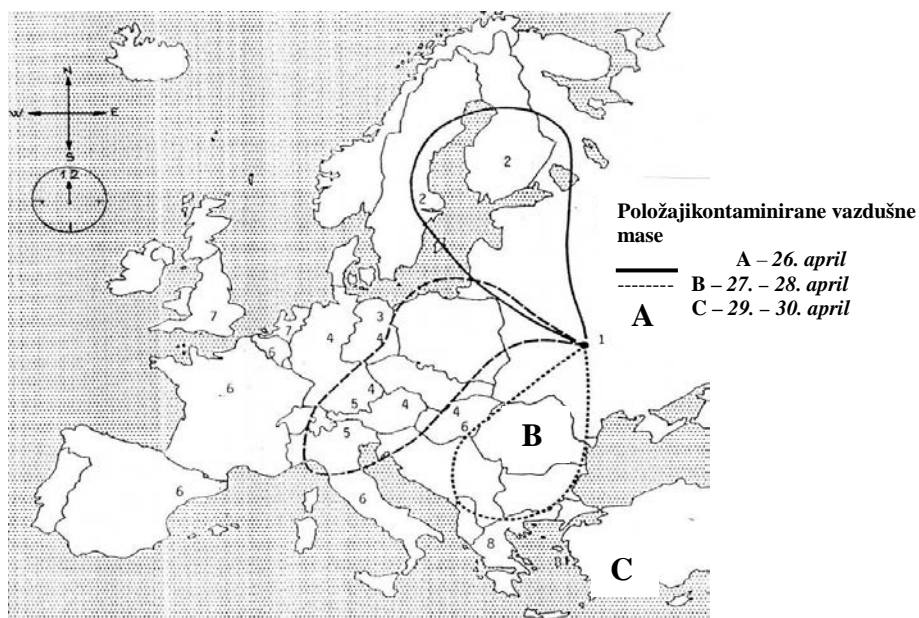 N
W E
S
12
2
2
Položajikontaminirane vazdušne
mase
A – 26. april
B – 27. – 28. april
A
C – 29. – 30. april
7
3
7
4
4
1
6
6
4
5
4
4
5
6
B
6
6
8
8
C